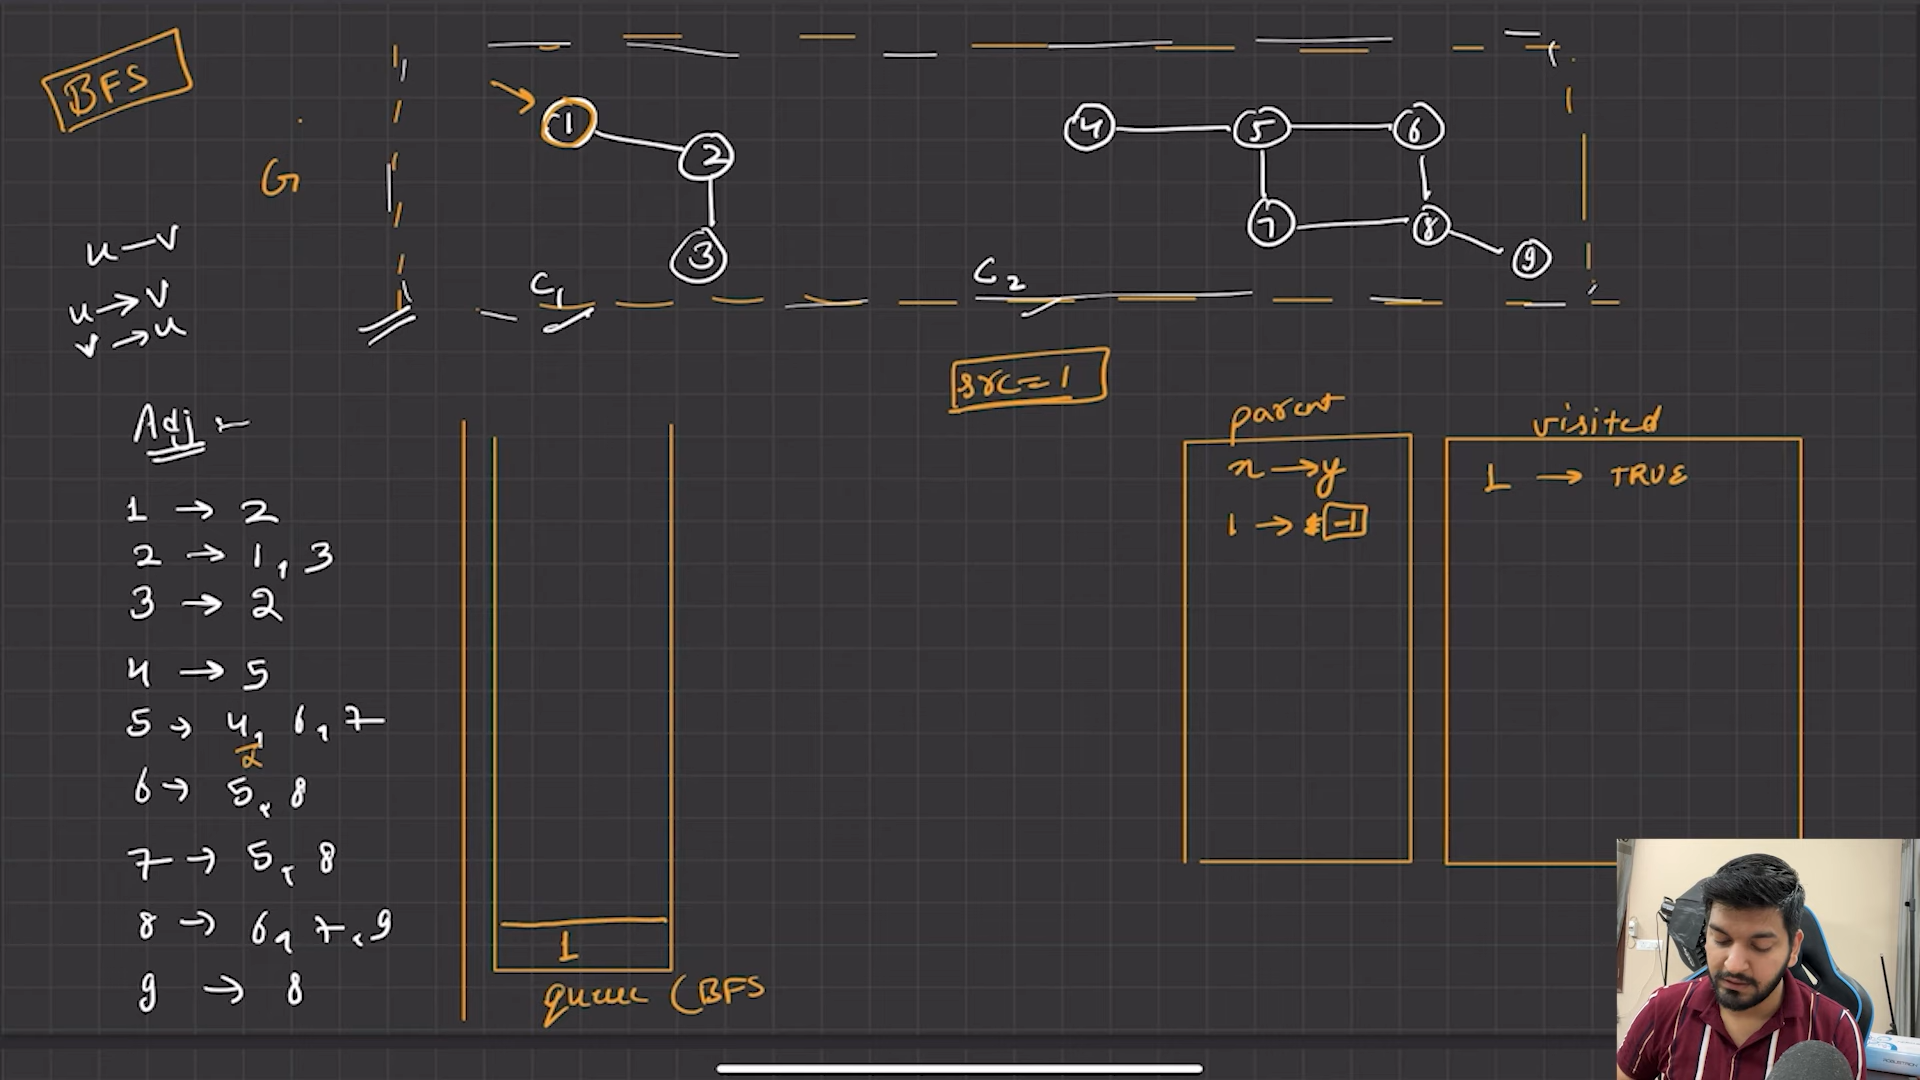 BFS
G
1
2
3
4
5
6
7
8
9
C1
C2
u—v
u→v
v→u
src=1
Adj:-
1 → 2
2 → 1, 3
3 → 2
4 → 5
5 → 4, 6, 7
2
6 → 5, 8
7 → 5, 8
8 → 6, 7, 9
9 → 8
1
queue (BFS
parent
x → y
1 → -1
visited
1 → TRUE